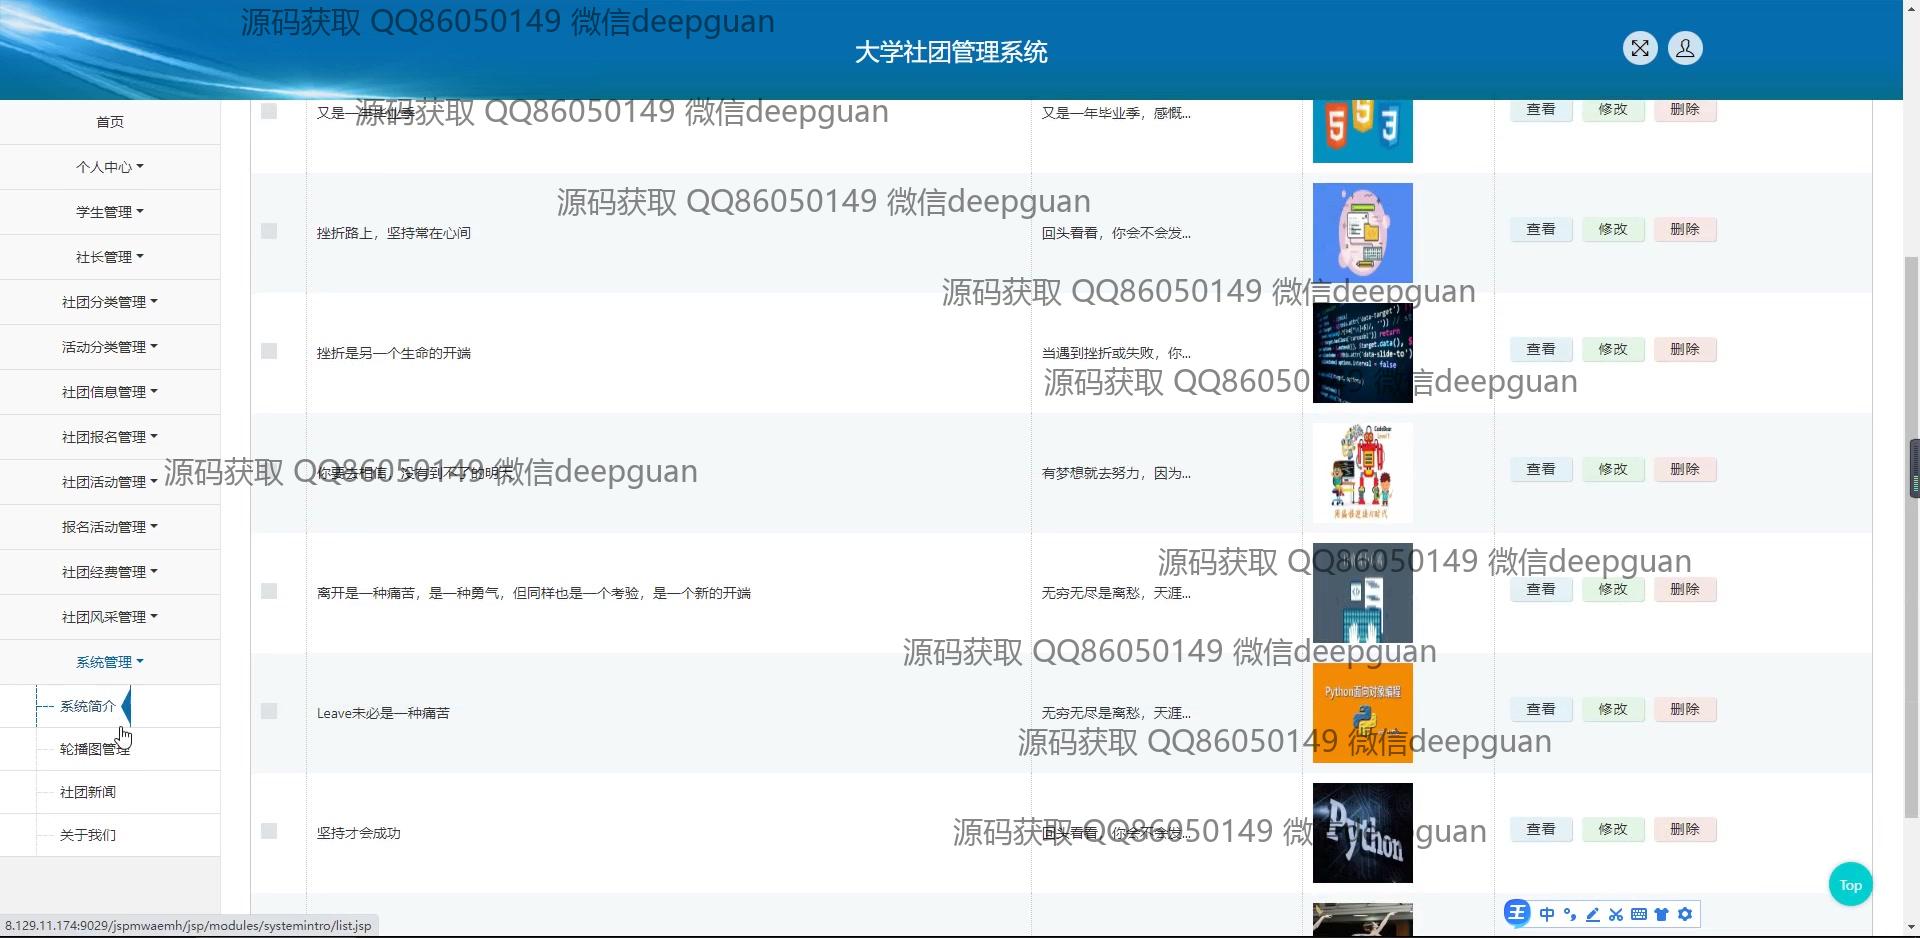 源码获取 QQ86050149 微信deepguan
大学社团管理系统
首页
个人中心
学生管理
社长管理
社团分类管理
活动分类管理
社团信息管理
社团报名管理
社团活动管理
报名活动管理
社团经费管理
社团风采管理
系统管理
系统简介
轮播图管理
社团新闻
关于我们
又是一年毕业季 又是一年毕业季，感慨... 查看 修改 删除
源码获取 QQ86050149 微信deepguan
源码获取 QQ86050149 微信deepguan
挫折路上，坚持常在心间 回头看看，你会不会发... 查看 修改 删除
源码获取 QQ86050149 微信deepguan
挫折是另一个生命的开端 当遇到挫折或失败，你... 查看 修改 删除
源码获取 QQ86050149 微信deepguan
你要去相信，没有到不了的明天 有梦想就去努力，因为... 查看 修改 删除
源码获取 QQ86050149 微信deepguan
源码获取 QQ86050149 微信deepguan
离开是一种痛苦，是一种勇气，但同样也是一个考验，是一个新的开端 无穷无尽是离愁，天涯... 查看 修改 删除
源码获取 QQ86050149 微信deepguan
Python面向对象编程
Leave未必是一种痛苦 无穷无尽是离愁，天涯... 查看 修改 删除
源码获取 QQ86050149 微信deepguan
坚持才会成功 回头看看，你会不会发... Python 查看 修改 删除
源码获取 QQ86050149 微信deepguan
Top
王 中
8.129.11.174:9029/jspmwaemh/jsp/modules/systemintro/list.jsp